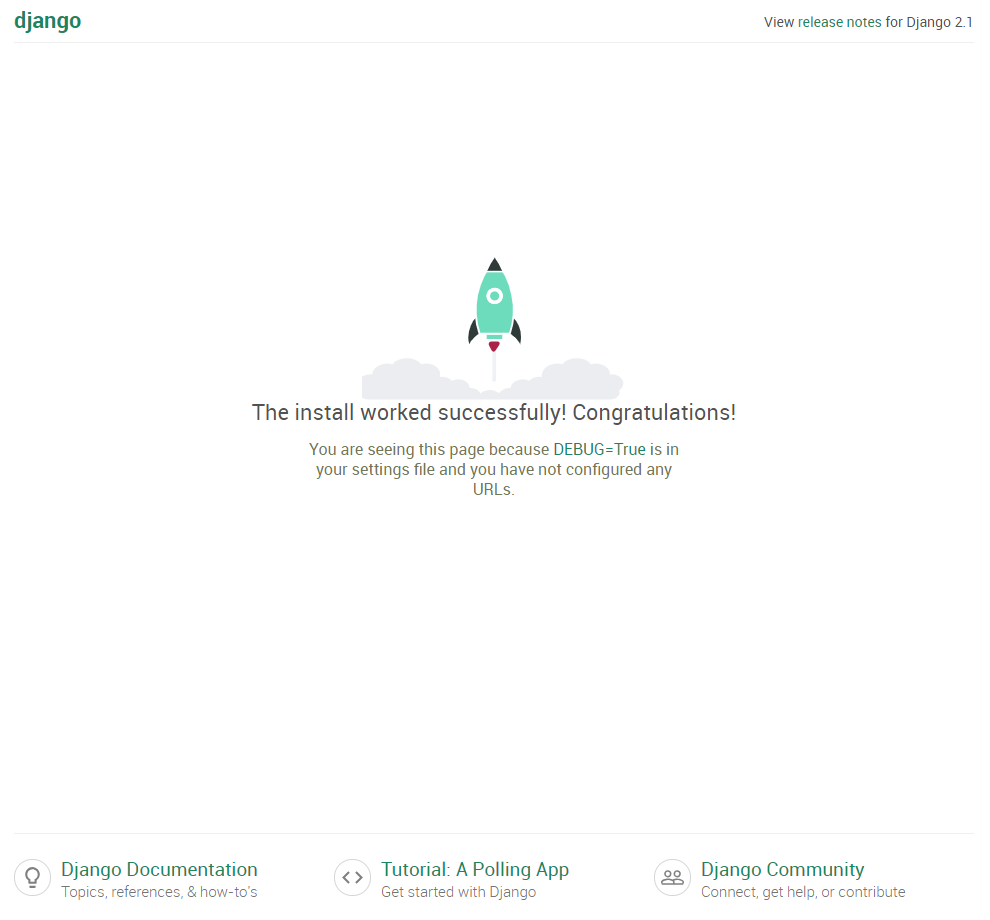 django
View release notes for Django 2.1
The install worked successfully! Congratulations!
You are seeing this page because DEBUG=True is in
your settings file and you have not configured any
URLs.
Django Documentation
Topics, references, & how-to's
Tutorial: A Polling App
Get started with Django
Django Community
Connect, get help, or contribute